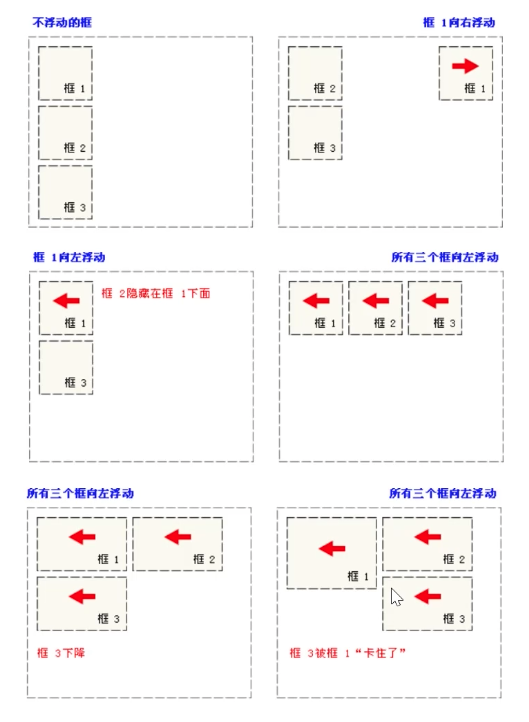 不浮动的框
框 1向右浮动
框 1
框 2
框 3
框 2
框 1
框 3
框 1向左浮动
所有三个框向左浮动
框 2隐藏在框 1下面
框 1
框 3
框 1
框 2
框 3
所有三个框向左浮动
所有三个框向左浮动
框 1
框 2
框 3
框 3下降
框 1
框 2
框 3
框 3被框 1“卡住了”